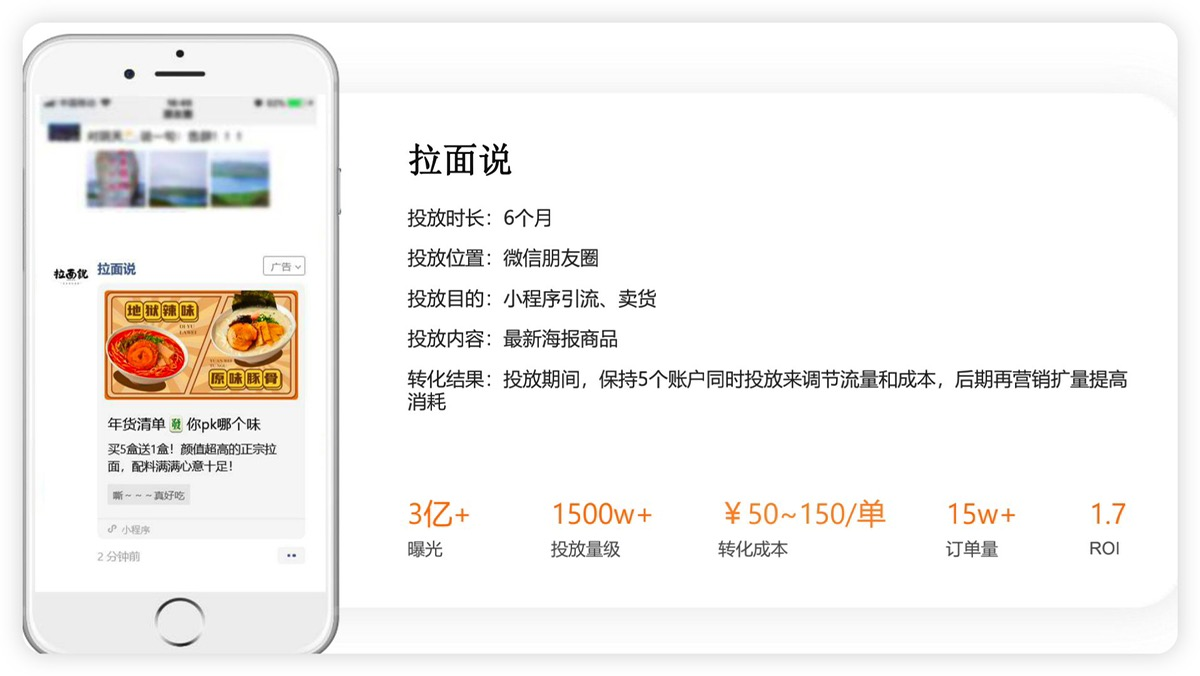 拉面说
拉面说
广告
地狱辣味
DI YU
LAWEI
原味豚骨
年货清单 發 你pk哪个味
买5盒送1盒！颜值超高的正宗拉
面，配料满满心意十足！
嘶~~~真好吃
小程序
2分钟前
拉面说
投放时长：6个月
投放位置：微信朋友圈
投放目的：小程序引流、卖货
投放内容：最新海报商品
转化结果：投放期间，保持5个账户同时投放来调节流量和成本，后期再营销扩量提高
消耗
3亿+
曝光
1500w+
投放量级
￥50~150/单
转化成本
15w+
订单量
1.7
ROI